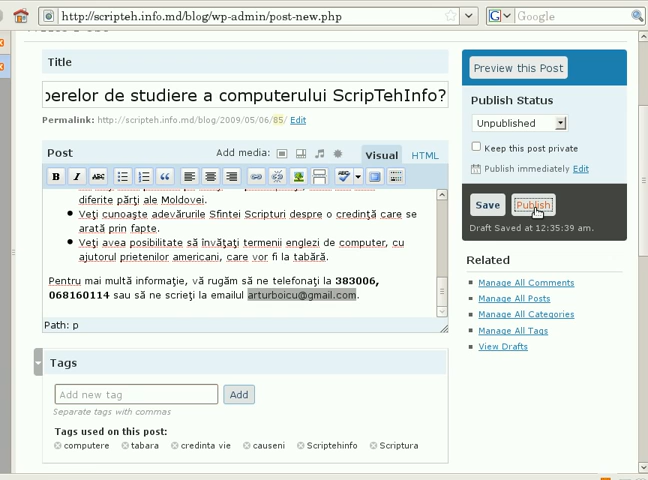 http://scripteh.info.md/blog/wp-admin/post-new.php
Google
Title
Preview this Post
perelor de studiere a computerului ScripTehInfo?
Publish Status
Permalink: http://scripteh.info.md/blog/2009/05/06/85/ Edit
Unpublished
Keep this post private
Post
Add media:
Visual
HTML
Publish immediately Edit
B I ABC
diferite părţi ale Moldovei.
Save
Publish
Veţi cunoaşte adevărurile Sfintei Scripturi despre o credinţă care se
arată prin fapte.
Draft Saved at 12:35:39 am.
Veţi avea posibilitate să învăţaţi termenii englezi de computer, cu
ajutorul prietenilor americani, care vor fi la tabără.
Related
Manage All Comments
Pentru mai multă informaţie, vă rugăm să ne telefonaţi la 383006,
068160114 sau să ne scrieţi la emailul arturboicu@gmail.com.
Manage All Posts
Manage All Categories
Path: p
Manage All Tags
View Drafts
Tags
Add new tag
Add
Separate tags with commas
Tags used on this post:
computere
tabara
credinta vie
causeni
Scriptehinfo
Scriptura